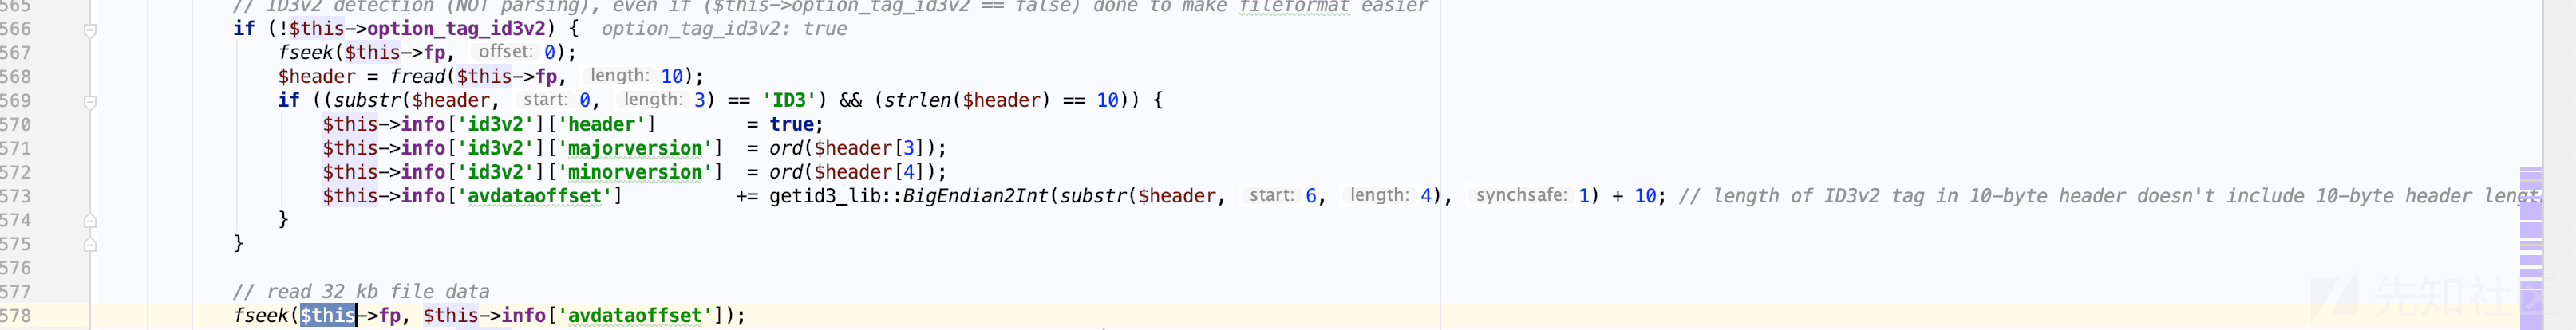 565 // ID3v2 detection (NOT parsing), even if ($this->option_tag_id3v2 == false) done to make fileformat easier
566 if (!$this->option_tag_id3v2) { option_tag_id3v2: true
567 fseek($this->fp, offset: 0);
568 $header = fread($this->fp, length: 10);
569 if ((substr($header, start: 0, length: 3) == 'ID3') && (strlen($header) == 10)) {
570 $this->info['id3v2']['header'] = true;
571 $this->info['id3v2']['majorversion'] = ord($header[3]);
572 $this->info['id3v2']['minorversion'] = ord($header[4]);
573 $this->info['avdataoffset'] += getid3_lib::BigEndian2Int(substr($header, start: 6, length: 4), synchsafe: 1) + 10; // length of ID3v2 tag in 10-byte header doesn't include 10-byte header lengt
574 }
575 }
576
577 // read 32 kb file data
578 fseek($this->fp, $this->info['avdataoffset']);
先知社区